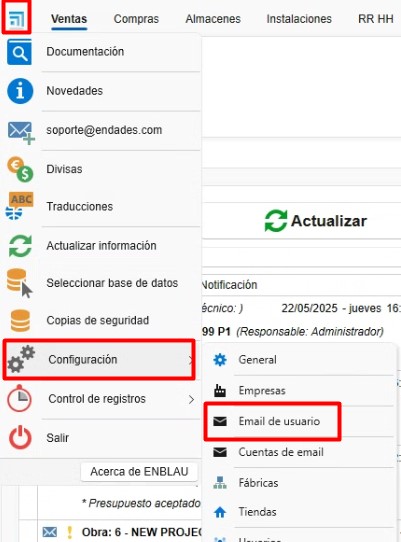 Ventas Compras Almacenes Instalaciones RR HH
Documentación
Novedades
soporte@endades.com
Divisas
ABC Traducciones
Actualizar
Actualizar información
Seleccionar base de datos
Notificación
écnico: ) 22/05/2025 - jueves 16:
Copias de seguridad
99 P1 (Responsable: Administrador)
Configuración
General
Empresas
Control de registros
Email de usuario
Salir
Cuentas de email
Acerca de ENBLAU
Fábricas
* Presupuesto aceptado
Tiendas
Obra: 6 - NEW PROJEC
Usuarios